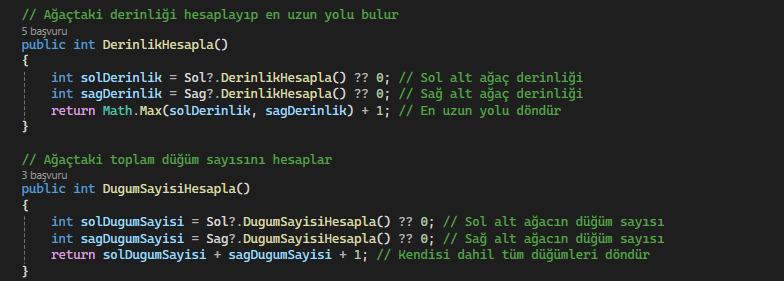 // Ağaçtaki derinliği hesaplayıp en uzun yolu bulur
5 başvuru
public int DerinlikHesapla()
{
    int solDerinlik = Sol?.DerinlikHesapla() ?? 0; // Sol alt ağaç derinliği
    int sagDerinlik = Sag?.DerinlikHesapla() ?? 0; // Sağ alt ağaç derinliği
    return Math.Max(solDerinlik, sagDerinlik) + 1; // En uzun yolu döndür
}

// Ağaçtaki toplam düğüm sayısını hesaplar
3 başvuru
public int DugumSayisiHesapla()
{
    int solDugumSayisi = Sol?.DugumSayisiHesapla() ?? 0; // Sol alt ağacın düğüm sayısı
    int sagDugumSayisi = Sag?.DugumSayisiHesapla() ?? 0; // Sağ alt ağacın düğüm sayısı
    return solDugumSayisi + sagDugumSayisi + 1; // Kendisi dahil tüm düğümleri döndür
}